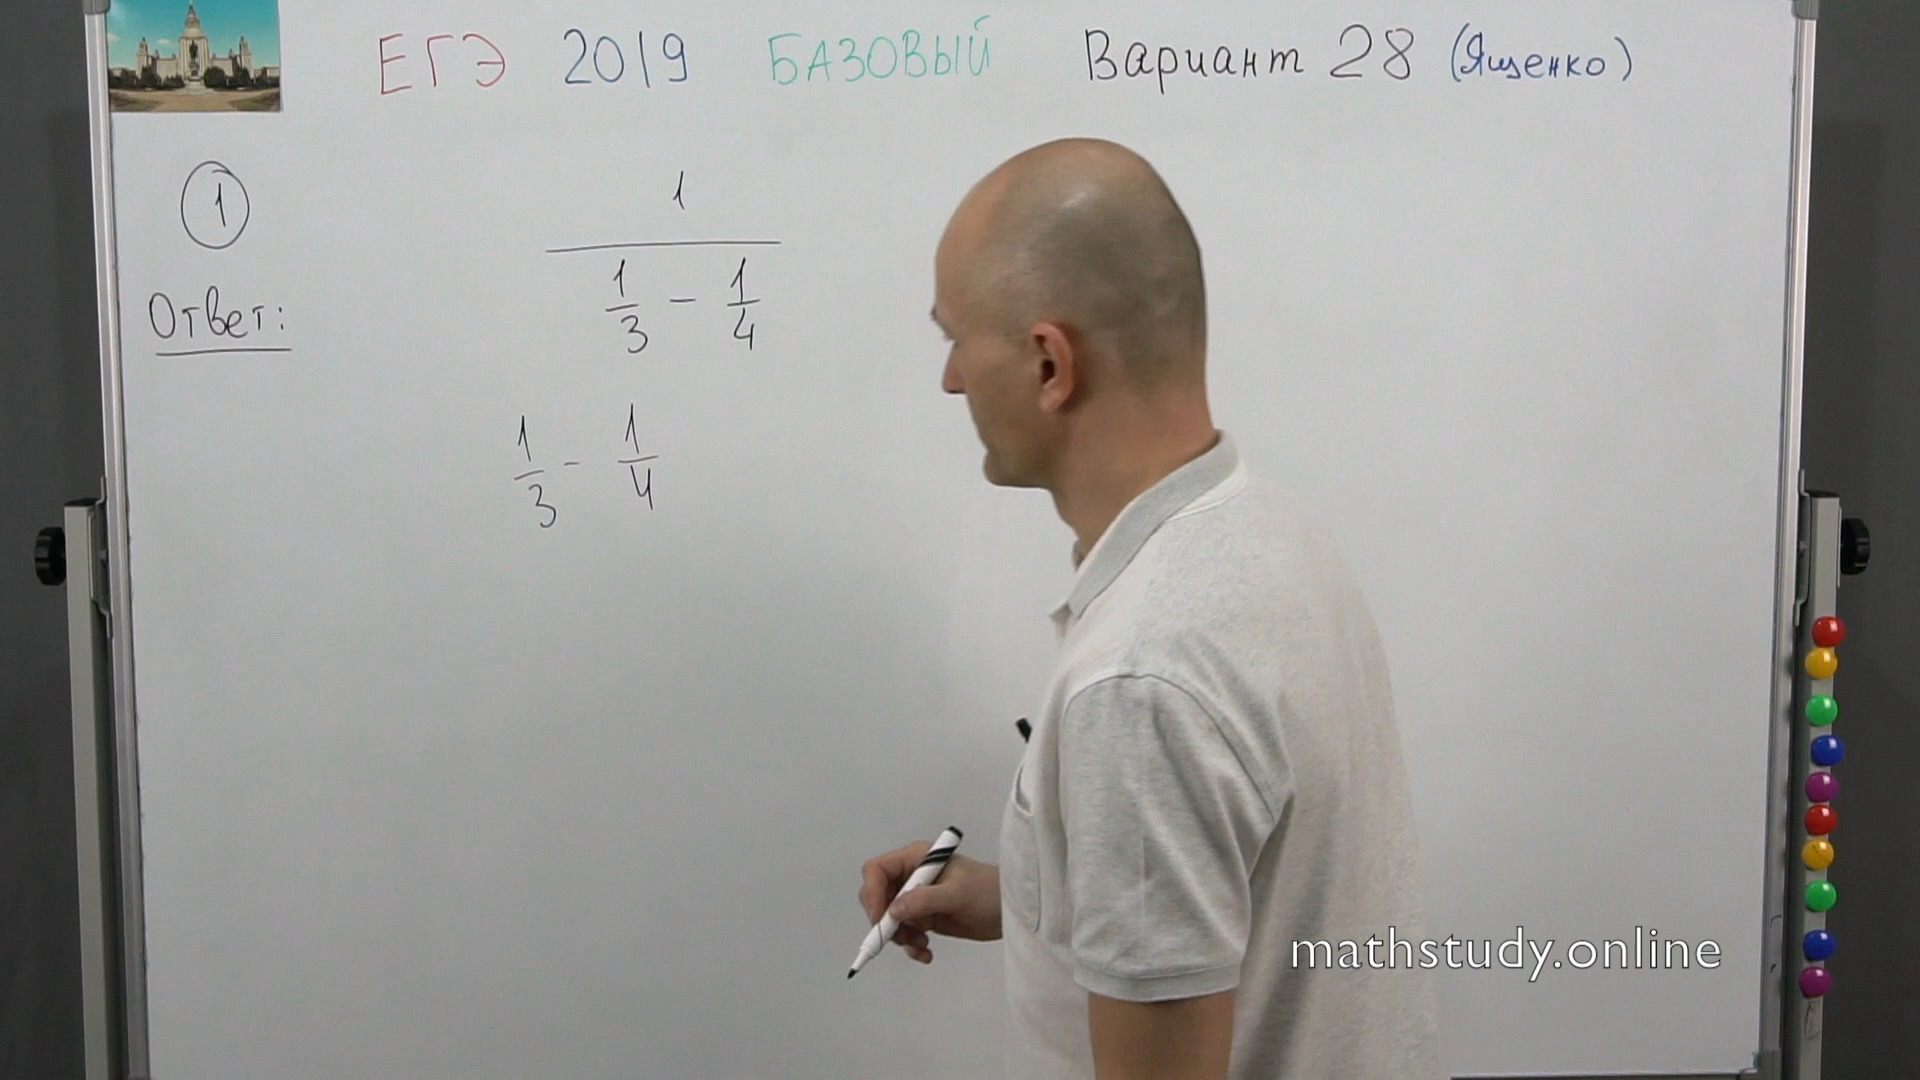 ЕГЭ 2019 БАЗОВЫЙ Вариант 28 (Ященко)
1
1
1/3 - 1/4
Ответ:
1/3 - 1/4
mathstudy.online